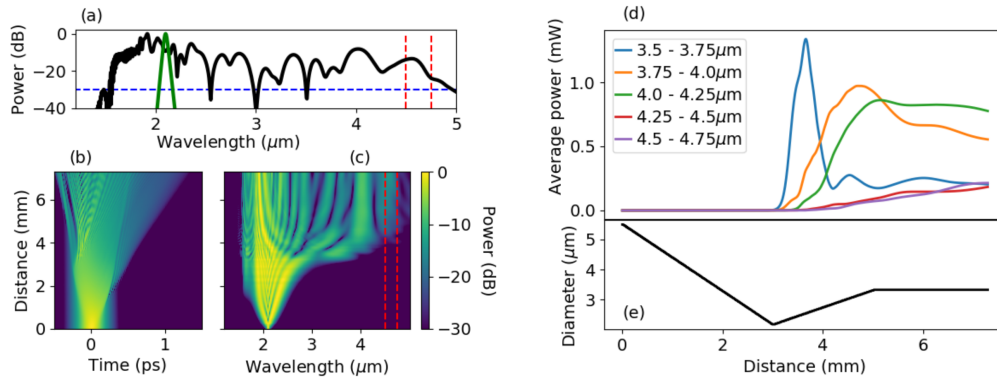 (a)
Power (dB)
0
−20
−40
2
3
4
5
Wavelength (μm)
(b)
(c)
Distance (mm)
6
4
2
0
0
1
Time (ps)
2
3
4
Wavelength (μm)
0
−10
−20
−30
Power (dB)
(d)
Average power (mW)
1.0
0.5
0.0
3.5 - 3.75μm
3.75 - 4.0μm
4.0 - 4.25μm
4.25 - 4.5μm
4.5 - 4.75μm
Diameter (μm)
5
4
3
(e)
0
2
4
6
Distance (mm)